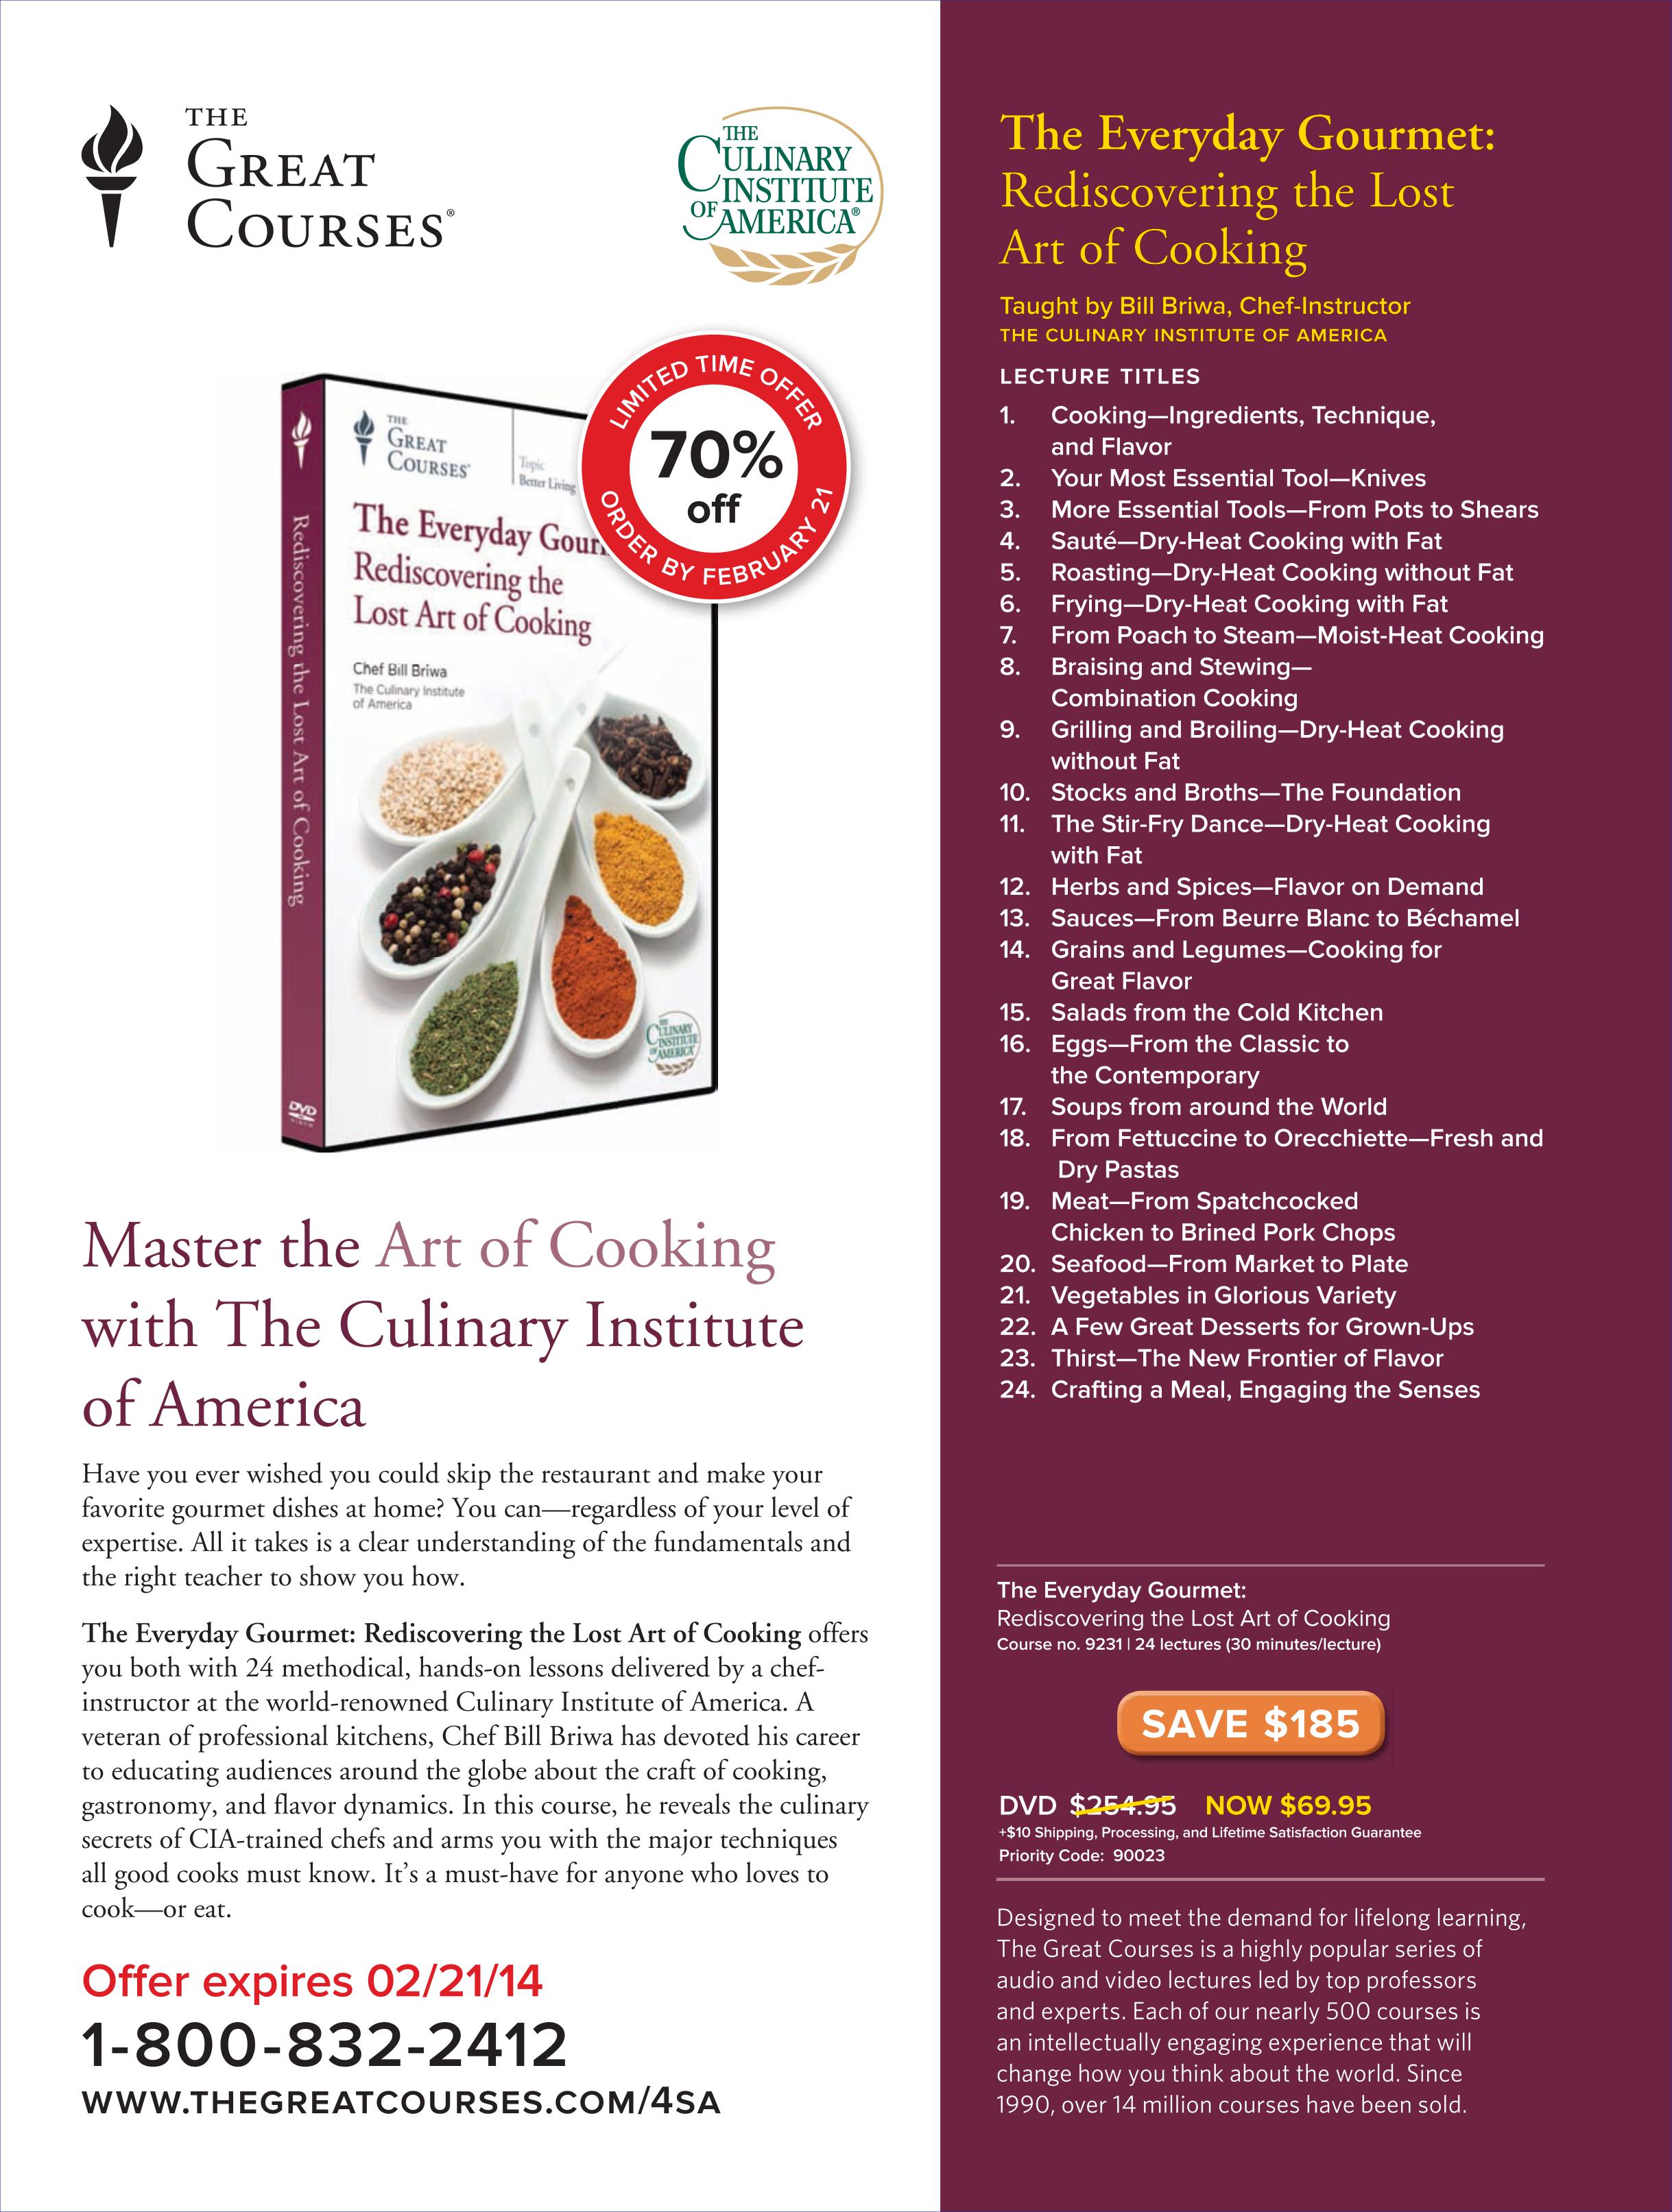 THE
GREAT
COURSES®
THE
CULINARY
INSTITUTE
OF AMERICA®
LIMITED TIME OFFER
70%
off
ORDER BY FEBRUARY 21
Rediscovering the Lost Art of Cooking
DVD
VIDEO
THE
GREAT
COURSES®
Topic
Better Living
The Everyday Gour
Rediscovering the
Lost Art of Cooking
Chef Bill Briwa
The Culinary Institute
of America
THE
CULINARY
INSTITUTE
OF AMERICA
Master the Art of Cooking
with The Culinary Institute
of America
Have you ever wished you could skip the restaurant and make your
favorite gourmet dishes at home? You can—regardless of your level of
expertise. All it takes is a clear understanding of the fundamentals and
the right teacher to show you how.
The Everyday Gourmet: Rediscovering the Lost Art of Cooking offers
you both with 24 methodical, hands-on lessons delivered by a chef-
instructor at the world-renowned Culinary Institute of America. A
veteran of professional kitchens, Chef Bill Briwa has devoted his career
to educating audiences around the globe about the craft of cooking,
gastronomy, and flavor dynamics. In this course, he reveals the culinary
secrets of CIA-trained chefs and arms you with the major techniques
all good cooks must know. It’s a must-have for anyone who loves to
cook—or eat.
Offer expires 02/21/14
1-800-832-2412
WWW.THEGREATCOURSES.COM/4SA
The Everyday Gourmet:
Rediscovering the Lost
Art of Cooking
Taught by Bill Briwa, Chef-Instructor
THE CULINARY INSTITUTE OF AMERICA
LECTURE TITLES
1. Cooking—Ingredients, Technique,
and Flavor
2. Your Most Essential Tool—Knives
3. More Essential Tools—From Pots to Shears
4. Sauté—Dry-Heat Cooking with Fat
5. Roasting—Dry-Heat Cooking without Fat
6. Frying—Dry-Heat Cooking with Fat
7. From Poach to Steam—Moist-Heat Cooking
8. Braising and Stewing—
Combination Cooking
9. Grilling and Broiling—Dry-Heat Cooking
without Fat
10. Stocks and Broths—The Foundation
11. The Stir-Fry Dance—Dry-Heat Cooking
with Fat
12. Herbs and Spices—Flavor on Demand
13. Sauces—From Beurre Blanc to Béchamel
14. Grains and Legumes—Cooking for
Great Flavor
15. Salads from the Cold Kitchen
16. Eggs—From the Classic to
the Contemporary
17. Soups from around the World
18. From Fettuccine to Orecchiette—Fresh and
Dry Pastas
19. Meat—From Spatchcocked
Chicken to Brined Pork Chops
20. Seafood—From Market to Plate
21. Vegetables in Glorious Variety
22. A Few Great Desserts for Grown-Ups
23. Thirst—The New Frontier of Flavor
24. Crafting a Meal, Engaging the Senses
The Everyday Gourmet:
Rediscovering the Lost Art of Cooking
Course no. 9231 | 24 lectures (30 minutes/lecture)
SAVE $185
DVD $254.95 NOW $69.95
+$10 Shipping, Processing, and Lifetime Satisfaction Guarantee
Priority Code: 90023
Designed to meet the demand for lifelong learning,
The Great Courses is a highly popular series of
audio and video lectures led by top professors
and experts. Each of our nearly 500 courses is
an intellectually engaging experience that will
change how you think about the world. Since
1990, over 14 million courses have been sold.